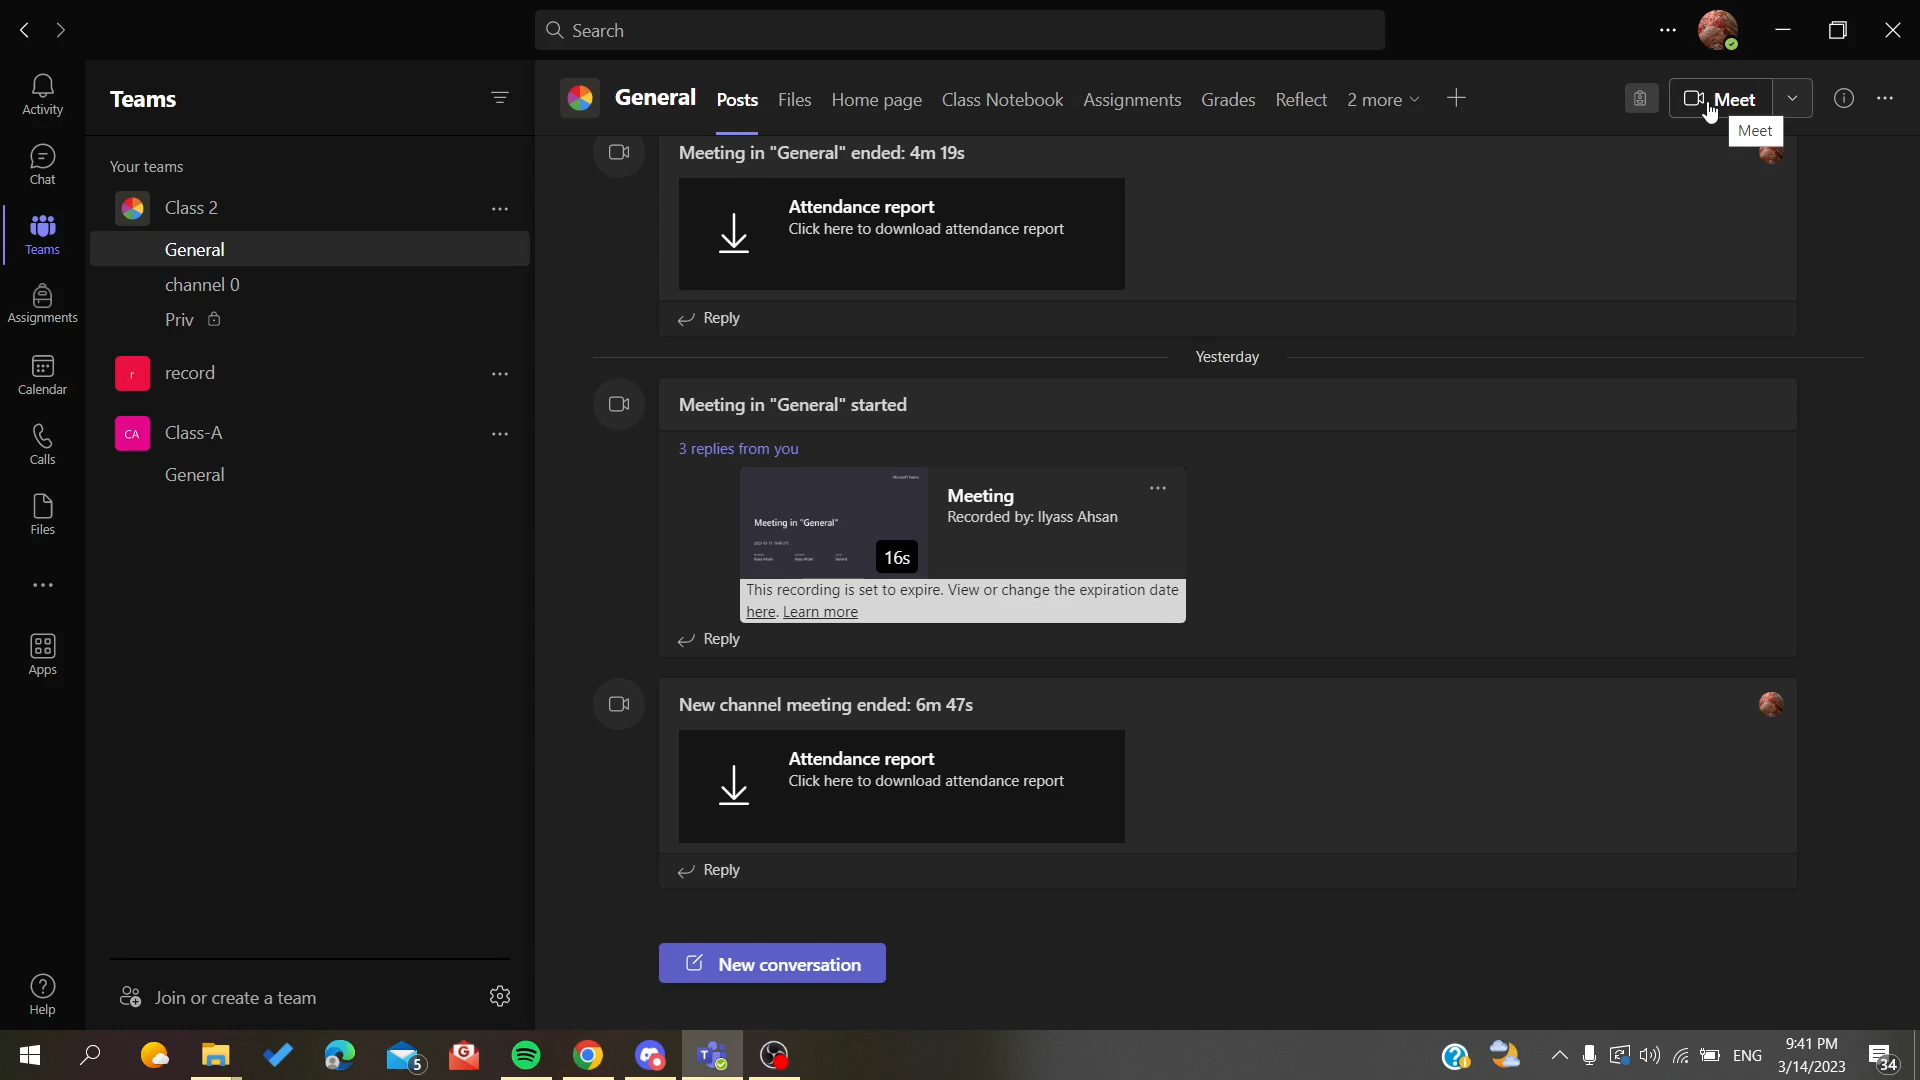 Search
Activity
Chat
Teams
Assignments
Calendar
Calls
Files
Apps
Help
Teams
Your teams
Class 2
General
channel 0
Priv
r record
CA Class-A
General
Join or create a team
General Posts Files Home page Class Notebook Assignments Grades Reflect 2 more
Meet
Meet
Meeting in "General" ended: 4m 19s
Attendance report
Click here to download attendance report
Reply
Yesterday
Meeting in "General" started
3 replies from you
Microsoft Teams
Meeting in "General"
16s
Meeting
Recorded by: Ilyass Ahsan
This recording is set to expire. View or change the expiration date
here. Learn more
Reply
New channel meeting ended: 6m 47s
Attendance report
Click here to download attendance report
Reply
New conversation
5
ENG
9:41 PM
3/14/2023
34